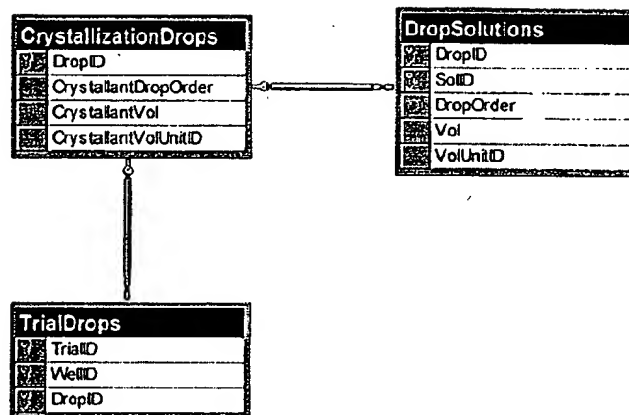 CrystallizationDrops
DropID
CrystallantDropOrder
CrystallantVol
CrystallantVolUnitID
DropSolutions
DropID
SolID
DropOrder
Vol
VolUnitID
TrialDrops
TrialID
WellID
DropID